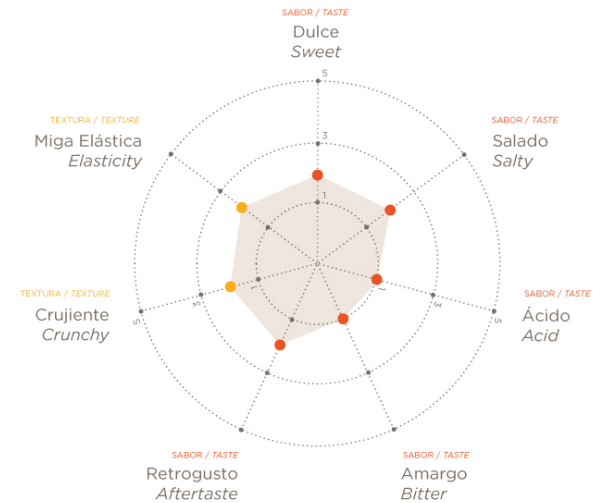 SABOR / TASTE
Dulce
Sweet
5
3
1
0
TEXTURA / TEXTURE
Miga Elástica
Elasticity
SABOR / TASTE
Salado
Salty
TEXTURA / TEXTURE
Crujiente
Crunchy
5
3
1
1
3
5
SABOR / TASTE
Ácido
Acid
SABOR / TASTE
Retrogusto
Aftertaste
SABOR / TASTE
Amargo
Bitter